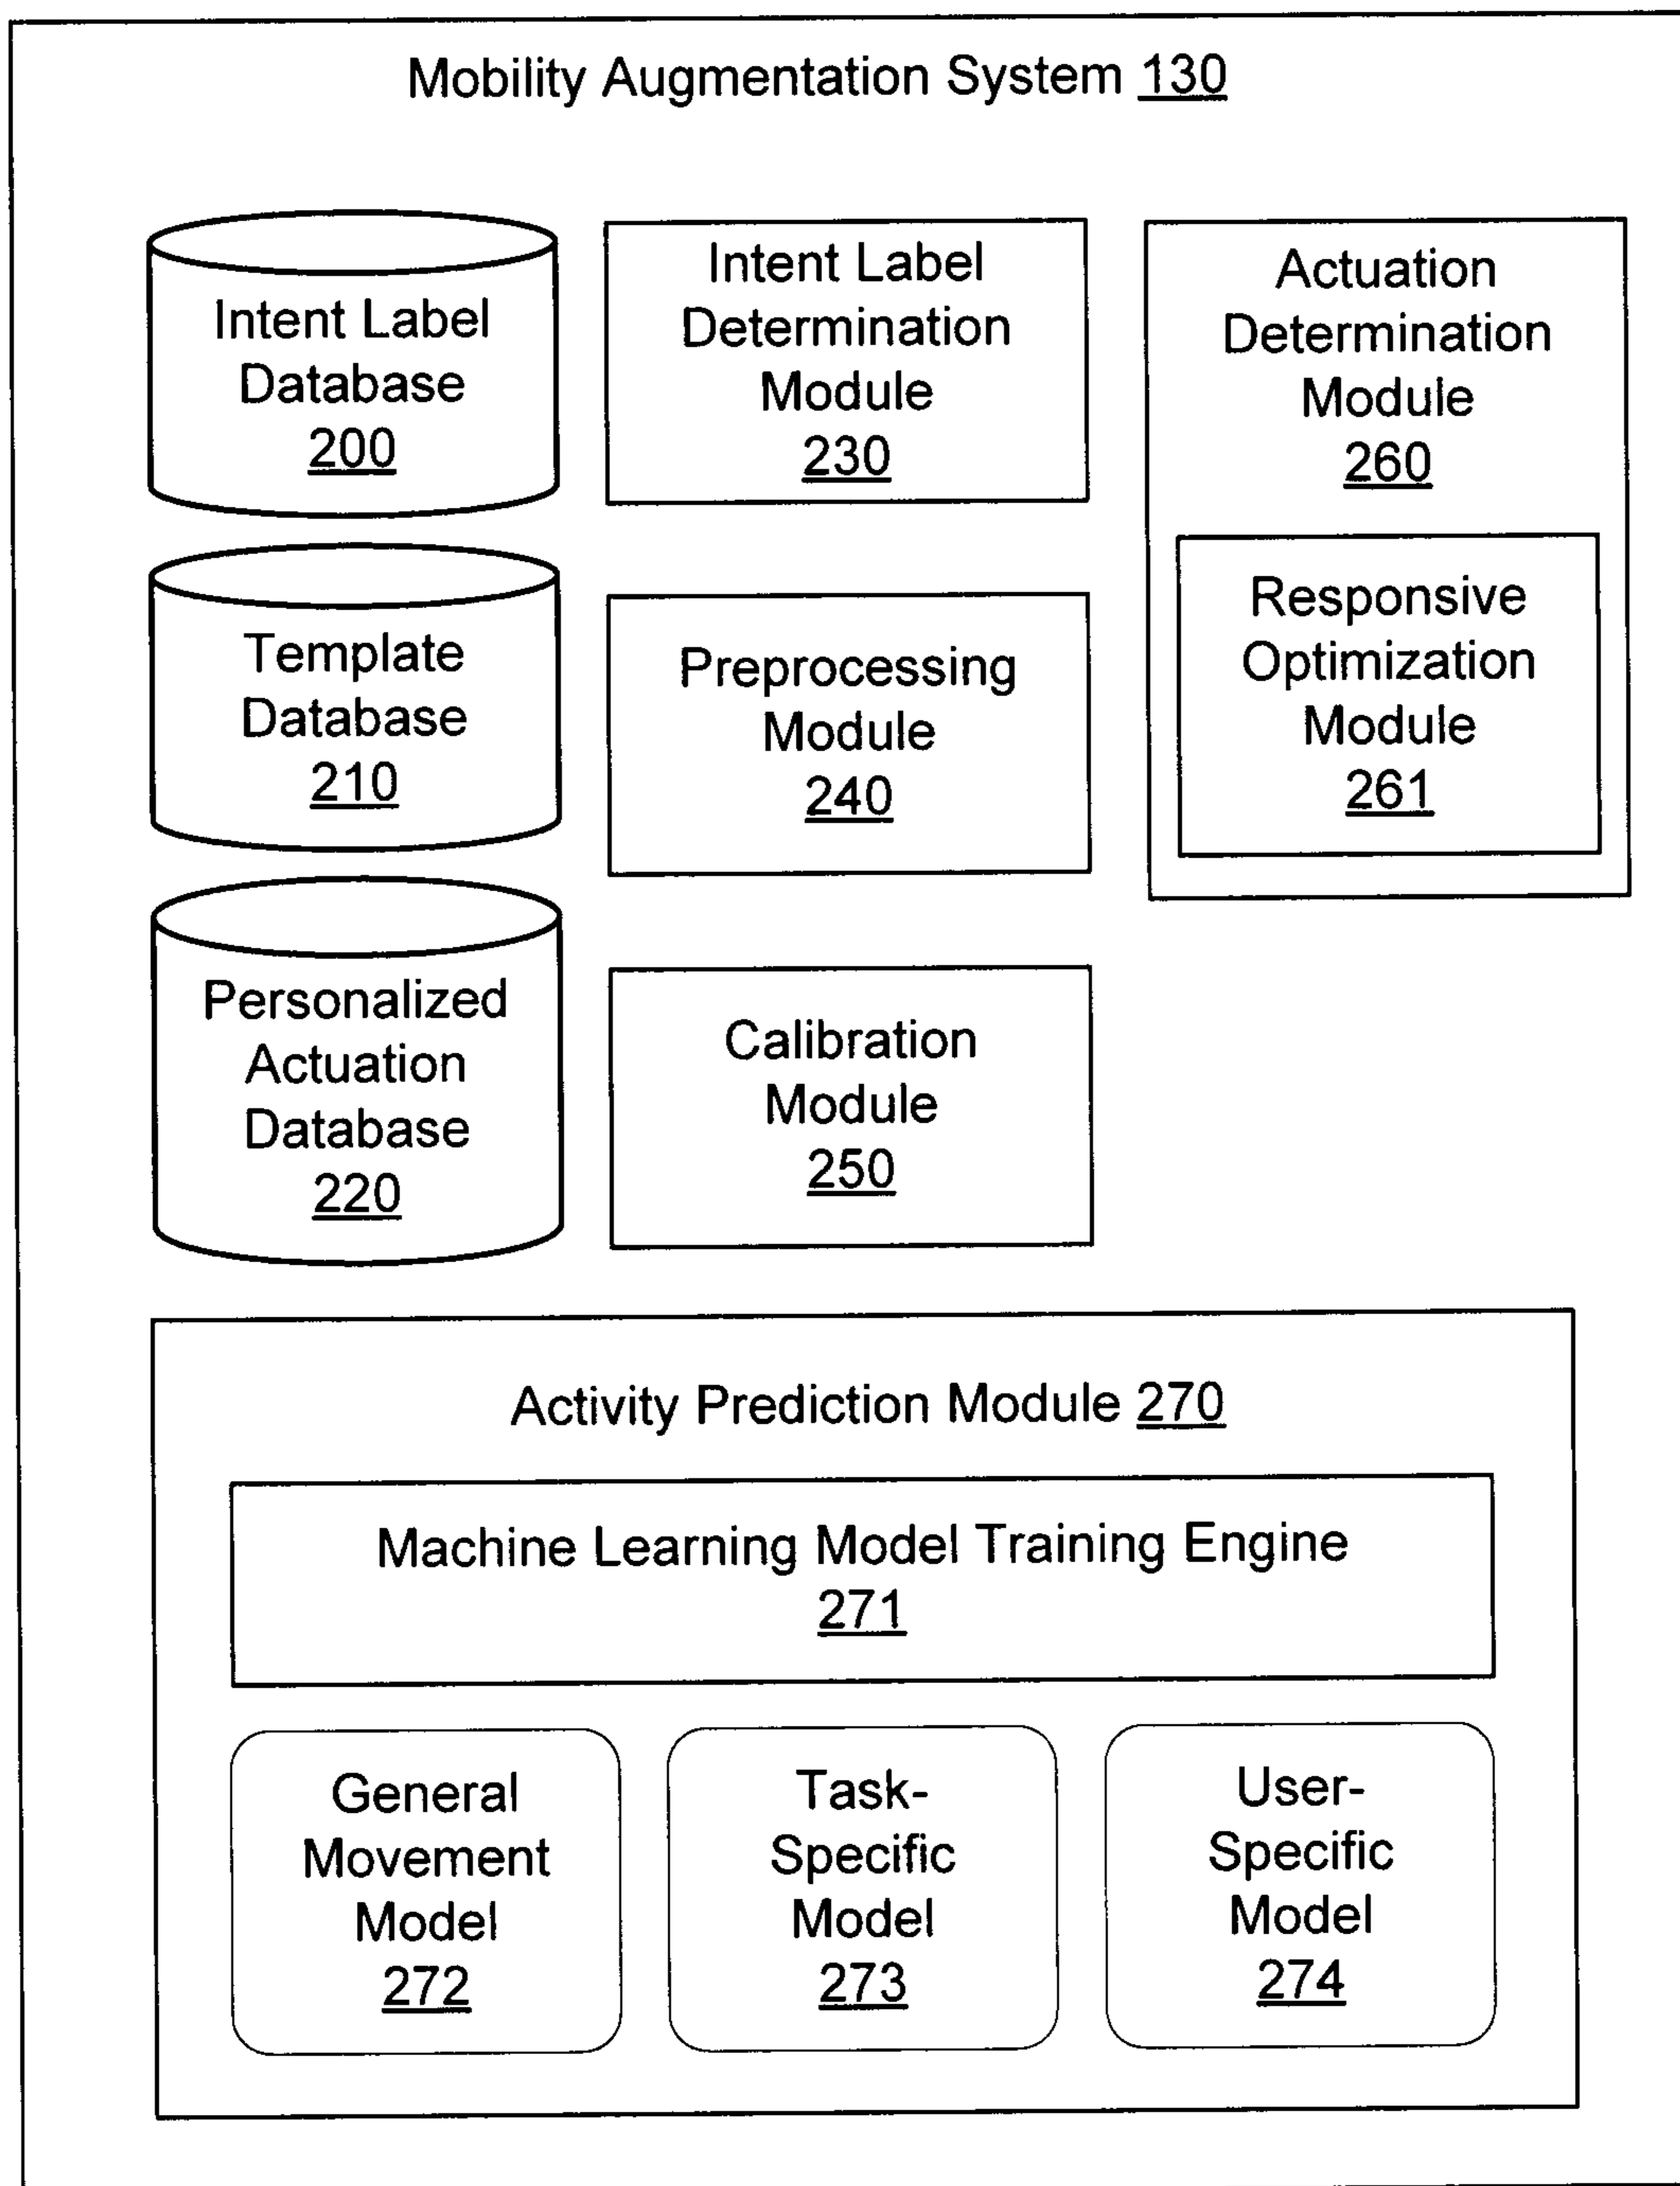 Mobility Augmentation System 130
Intent Label
Database
200
Template
Database
210
Personalized
Actuation
Database
220
Intent Label
Determination
Module
230
Preprocessing
Module
240
Calibration
Module
250
Actuation
Determination
Module
260
Responsive
Optimization
Module
261
Activity Prediction Module 270
Machine Learning Model Training Engine
271
General
Movement
Model
272
Task-
Specific
Model
273
User-
Specific
Model
274